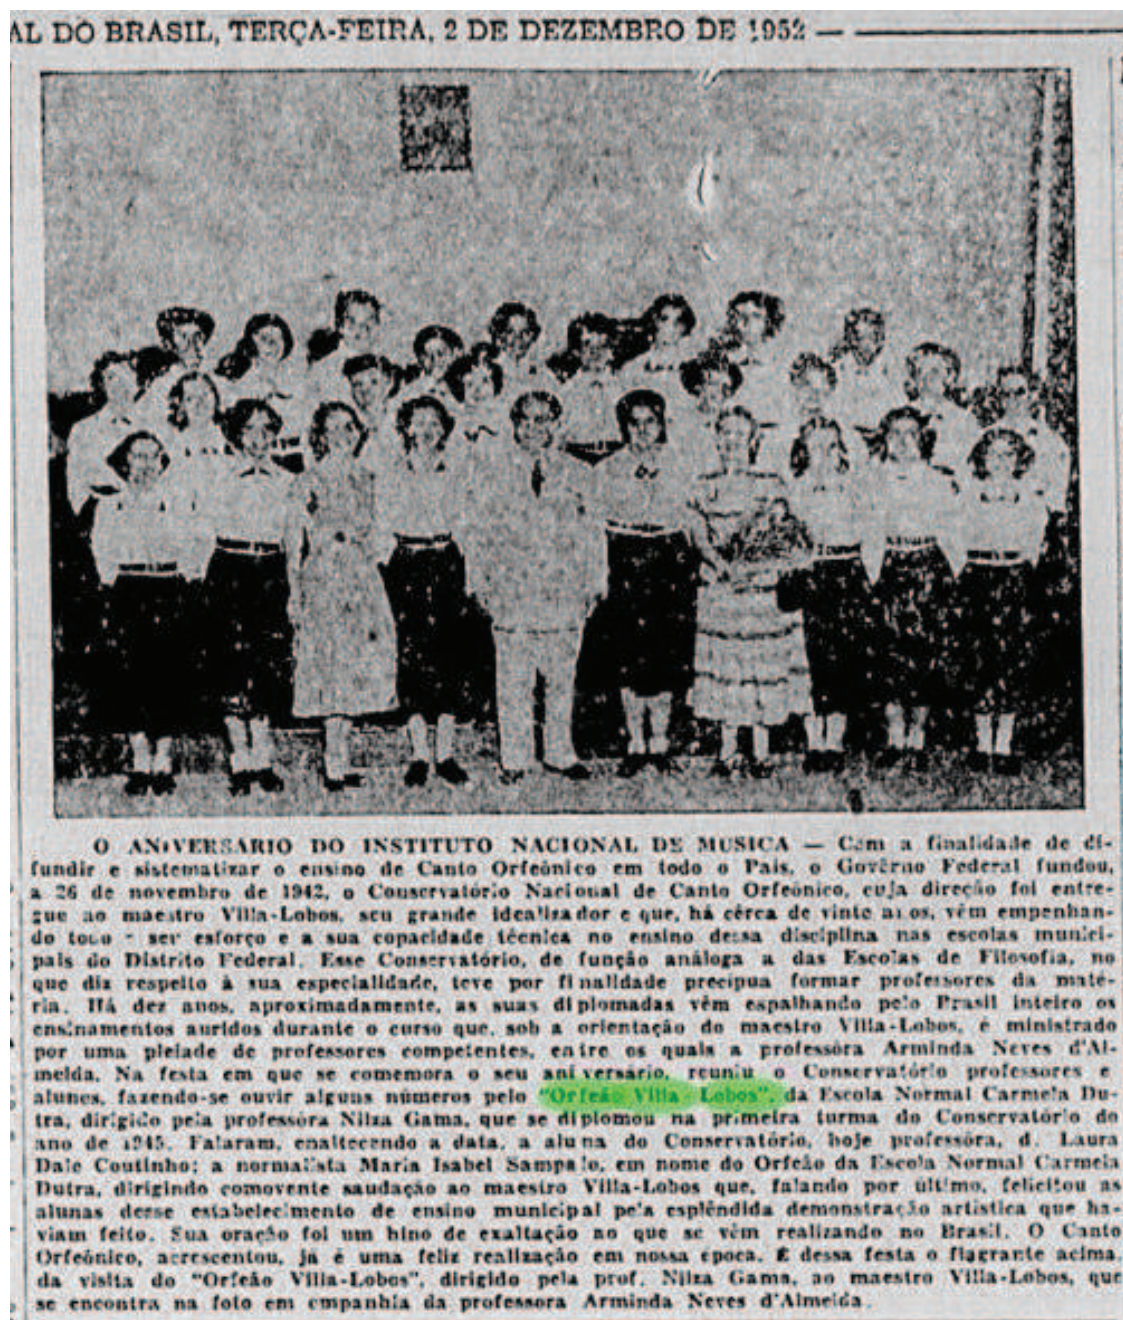 AL DO BRASIL, TERÇA-FEIRA, 2 DE DEZEMBRO DE 1952 —
O ANIVERSARIO DO INSTITUTO NACIONAL DE MUSICA — Com a finalidade de di-
fundir e sistematizar o ensino de Canto Orfeônico em todo o País, o Govêrno Federal fundou,
a 26 de novembro de 1942, o Conservatório Nacional de Canto Orfeônico, cuja direção foi entre-
gue ao maestro Villa-Lobos, seu grande idealisador e que, há cêrca de vinte anos, vêm empenhan-
do todo seu esforço e a sua copacidade técnica no ensino dessa disciplina nas escolas munici-
pais do Distrito Federal. Esse Conservatório, de função análoga a das Escolas de Filosofia, no
que diz respeito à sua especialidade, teve por finalidade precipua formar professores da maté-
ria. Há dez anos, aproximadamente, as suas diplomadas vêm espalhando pelo Brasil inteiro os
ensinamentos auridos durante o curso que, sob a orientação do maestro Villa-Lobos, é ministrado
por uma pleiade de professores competentes, entre os quais a professôra Arminda Neves d'Al-
meida. Na festa em que se comemora o seu aniversário, reuniu o Conservatório professores e
alunos, fazendo-se ouvir alguns números pelo "Orfeão Villa-Lobos", da Escola Normal Carmela Du-
tra, dirigido pela professôra Nilza Gama, que se diplomou na primeira turma do Conservatório do
ano de 1945. Falaram, enaltecendo a data, a aluna do Conservatório, hoje professôra, d. Laura
Dale Coutinho; a normalista Maria Isabel Sampaio, em nome do Orfeão da Escola Normal Carmela
Dutra, dirigindo comovente saudação ao maestro Villa-Lobos que, falando por último, felicitou as
alunas desse estabelecimento de ensino municipal pela esplêndida demonstração artistica que ha-
viam feito. Sua oração foi um hino de exaltação ao que se vêm realizando no Brasil. O Canto
Orfeônico, acrescentou, já é uma feliz realização em nossa época. É dessa festa o flagrante acima,
da visita do "Orfeão Villa-Lobos", dirigido pela prof. Nilza Gama, ao maestro Villa-Lobos, que
se encontra na foto em cmpanhia da professora Arminda Neves d'Almeida.